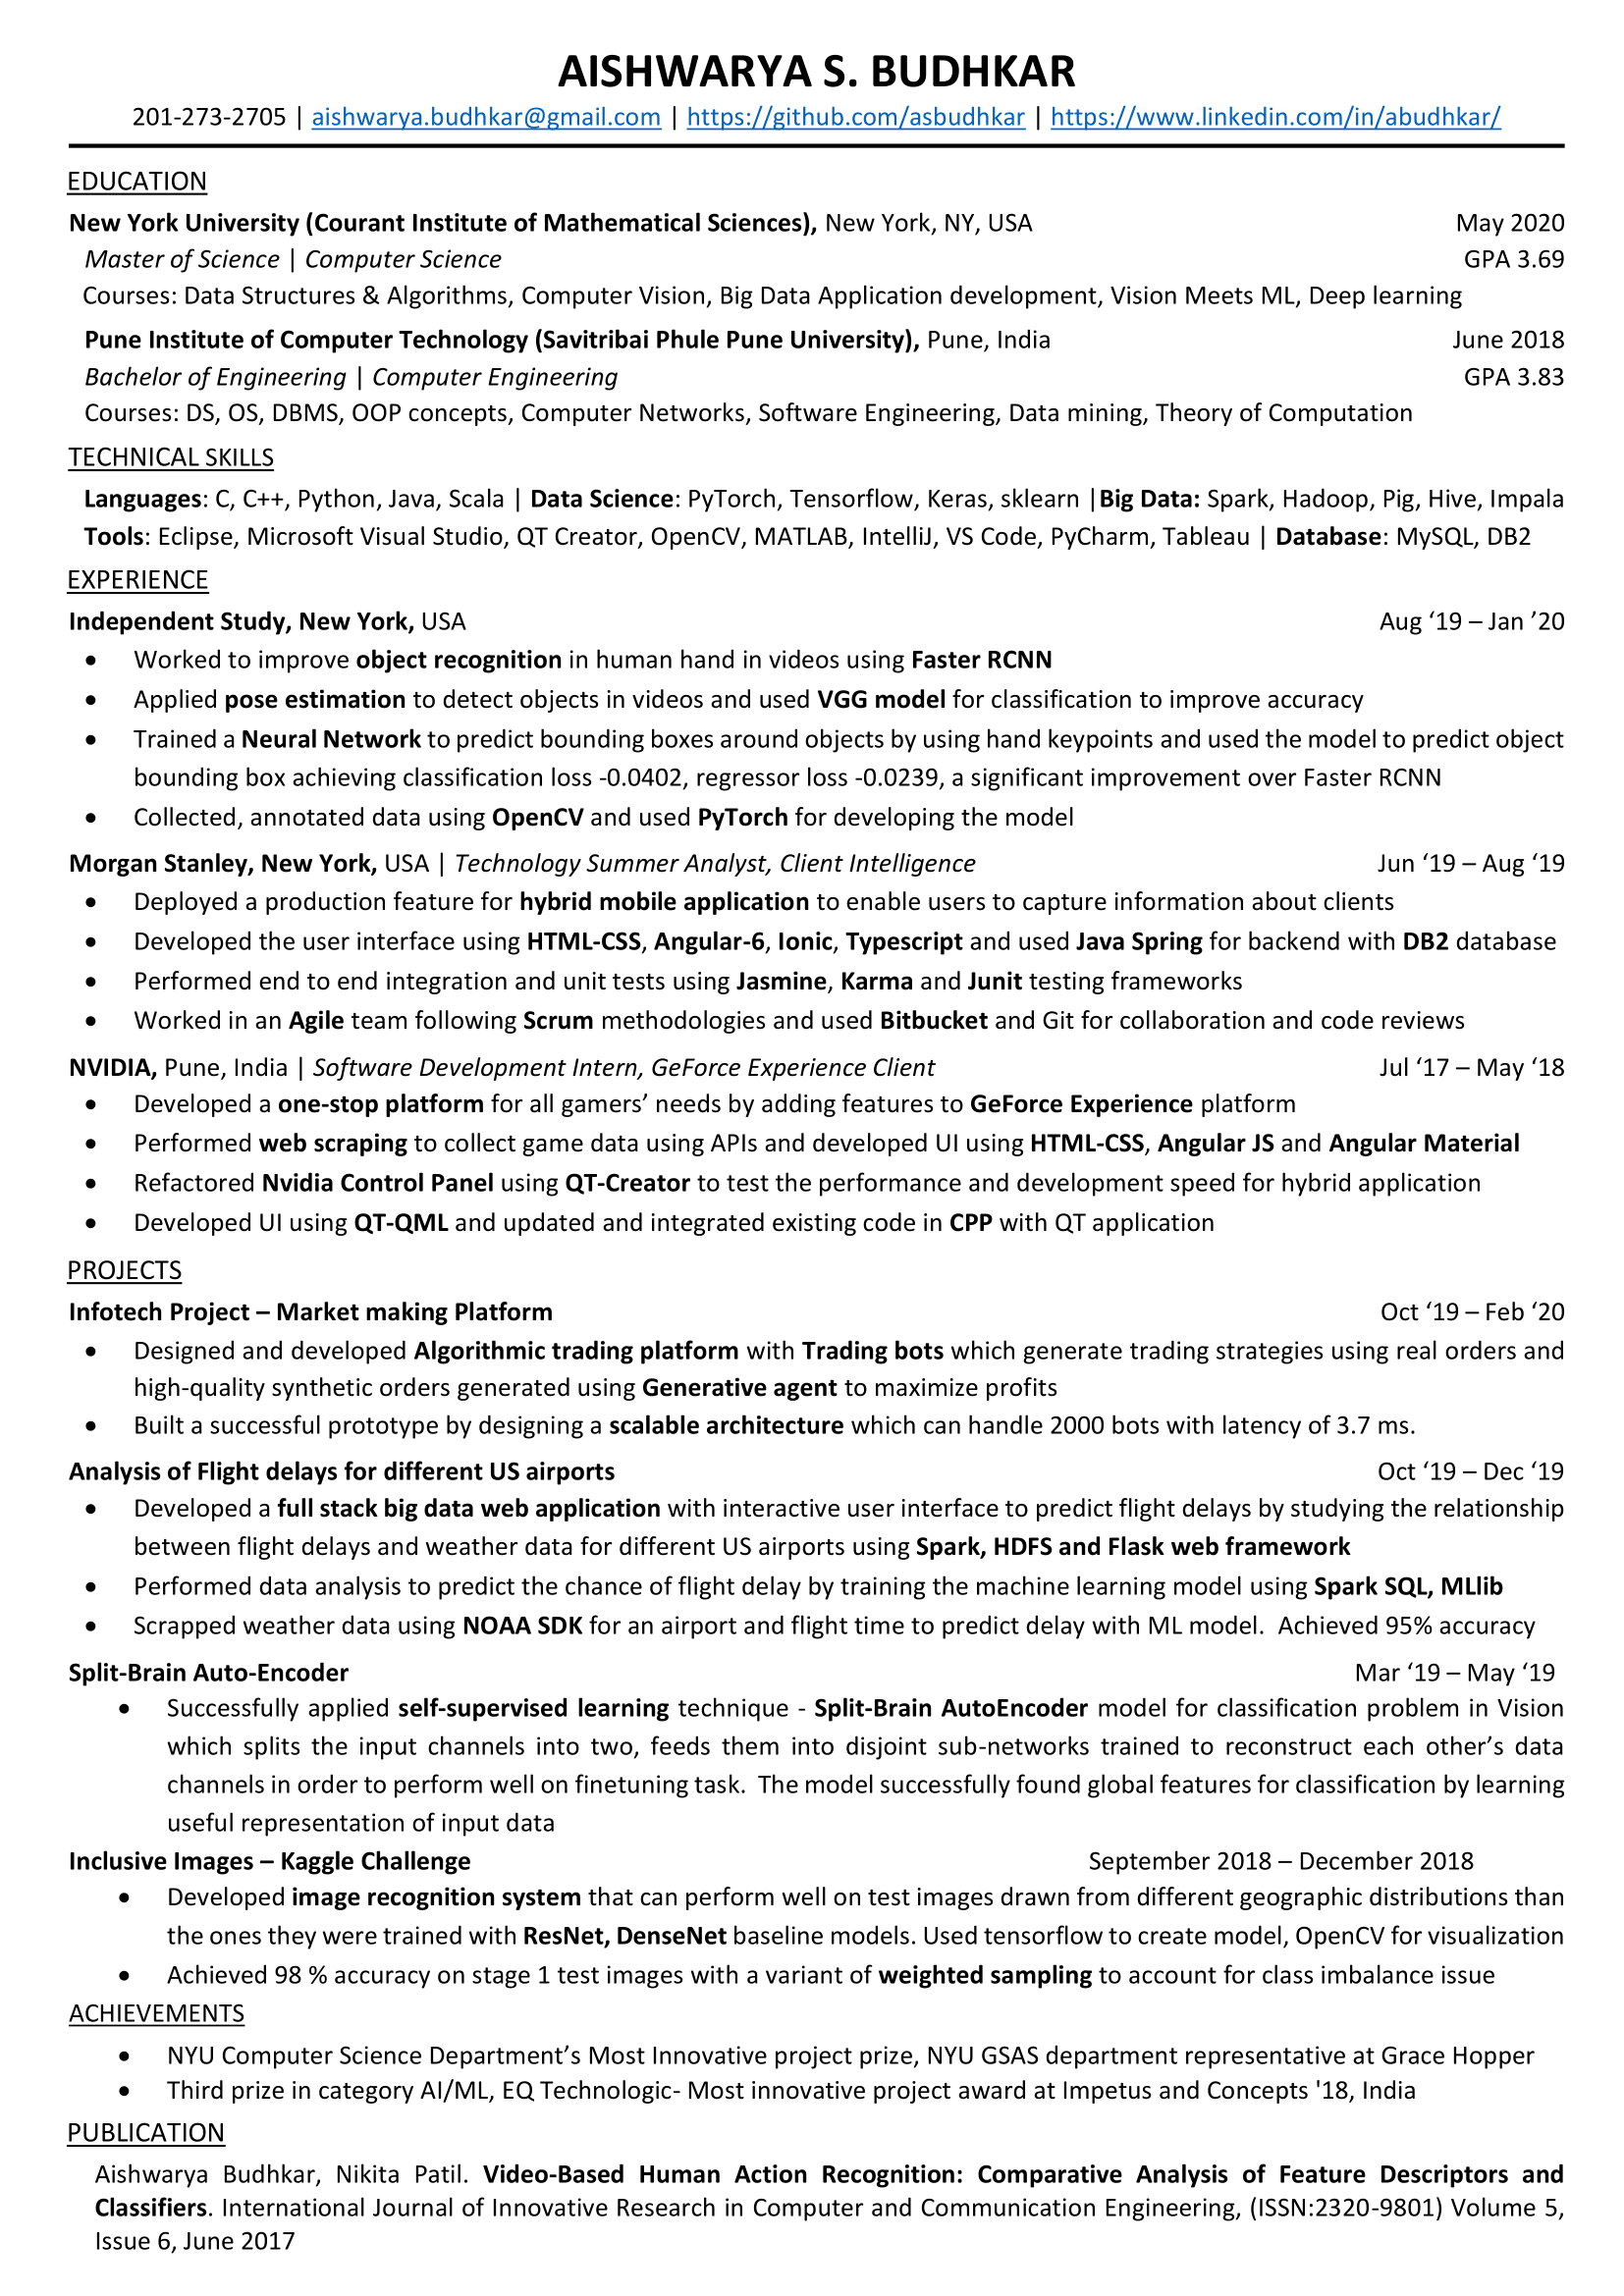 AISHWARYA S. BUDHKAR
201-273-2705 | aishwarya.budhkar@gmail.com | https://github.com/asbudhkar | https://www.linkedin.com/in/abudhkar/
EDUCATION
New York University (Courant Institute of Mathematical Sciences), New York, NY, USA May 2020
Master of Science | Computer Science GPA 3.69
Courses: Data Structures & Algorithms, Computer Vision, Big Data Application development, Vision Meets ML, Deep learning
Pune Institute of Computer Technology (Savitribai Phule Pune University), Pune, India June 2018
Bachelor of Engineering | Computer Engineering GPA 3.83
Courses: DS, OS, DBMS, OOP concepts, Computer Networks, Software Engineering, Data mining, Theory of Computation
TECHNICAL SKILLS
Languages: C, C++, Python, Java, Scala | Data Science: PyTorch, Tensorflow, Keras, sklearn |Big Data: Spark, Hadoop, Pig, Hive, Impala
Tools: Eclipse, Microsoft Visual Studio, QT Creator, OpenCV, MATLAB, IntelliJ, VS Code, PyCharm, Tableau | Database: MySQL, DB2
EXPERIENCE
Independent Study, New York, USA Aug ‘19 – Jan ’20
• Worked to improve object recognition in human hand in videos using Faster RCNN
• Applied pose estimation to detect objects in videos and used VGG model for classification to improve accuracy
• Trained a Neural Network to predict bounding boxes around objects by using hand keypoints and used the model to predict object
bounding box achieving classification loss -0.0402, regressor loss -0.0239, a significant improvement over Faster RCNN
• Collected, annotated data using OpenCV and used PyTorch for developing the model
Morgan Stanley, New York, USA | Technology Summer Analyst, Client Intelligence Jun ‘19 – Aug ‘19
• Deployed a production feature for hybrid mobile application to enable users to capture information about clients
• Developed the user interface using HTML-CSS, Angular-6, Ionic, Typescript and used Java Spring for backend with DB2 database
• Performed end to end integration and unit tests using Jasmine, Karma and Junit testing frameworks
• Worked in an Agile team following Scrum methodologies and used Bitbucket and Git for collaboration and code reviews
NVIDIA, Pune, India | Software Development Intern, GeForce Experience Client Jul ‘17 – May ‘18
• Developed a one-stop platform for all gamers’ needs by adding features to GeForce Experience platform
• Performed web scraping to collect game data using APIs and developed UI using HTML-CSS, Angular JS and Angular Material
• Refactored Nvidia Control Panel using QT-Creator to test the performance and development speed for hybrid application
• Developed UI using QT-QML and updated and integrated existing code in CPP with QT application
PROJECTS
Infotech Project – Market making Platform Oct ‘19 – Feb ‘20
• Designed and developed Algorithmic trading platform with Trading bots which generate trading strategies using real orders and
high-quality synthetic orders generated using Generative agent to maximize profits
• Built a successful prototype by designing a scalable architecture which can handle 2000 bots with latency of 3.7 ms.
Analysis of Flight delays for different US airports Oct ‘19 – Dec ‘19
• Developed a full stack big data web application with interactive user interface to predict flight delays by studying the relationship
between flight delays and weather data for different US airports using Spark, HDFS and Flask web framework
• Performed data analysis to predict the chance of flight delay by training the machine learning model using Spark SQL, MLlib
• Scrapped weather data using NOAA SDK for an airport and flight time to predict delay with ML model.  Achieved 95% accuracy
Split-Brain Auto-Encoder Mar ‘19 – May ‘19
• Successfully applied self-supervised learning technique - Split-Brain AutoEncoder model for classification problem in Vision
which splits the input channels into two, feeds them into disjoint sub-networks trained to reconstruct each other’s data
channels in order to perform well on finetuning task.  The model successfully found global features for classification by learning
useful representation of input data
Inclusive Images – Kaggle Challenge September 2018 – December 2018
• Developed image recognition system that can perform well on test images drawn from different geographic distributions than
the ones they were trained with ResNet, DenseNet baseline models. Used tensorflow to create model, OpenCV for visualization
• Achieved 98 % accuracy on stage 1 test images with a variant of weighted sampling to account for class imbalance issue
ACHIEVEMENTS
• NYU Computer Science Department’s Most Innovative project prize, NYU GSAS department representative at Grace Hopper
• Third prize in category AI/ML, EQ Technologic- Most innovative project award at Impetus and Concepts '18, India
PUBLICATION
Aishwarya Budhkar, Nikita Patil. Video-Based Human Action Recognition: Comparative Analysis of Feature Descriptors and
Classifiers. International Journal of Innovative Research in Computer and Communication Engineering, (ISSN:2320-9801) Volume 5,
Issue 6, June 2017